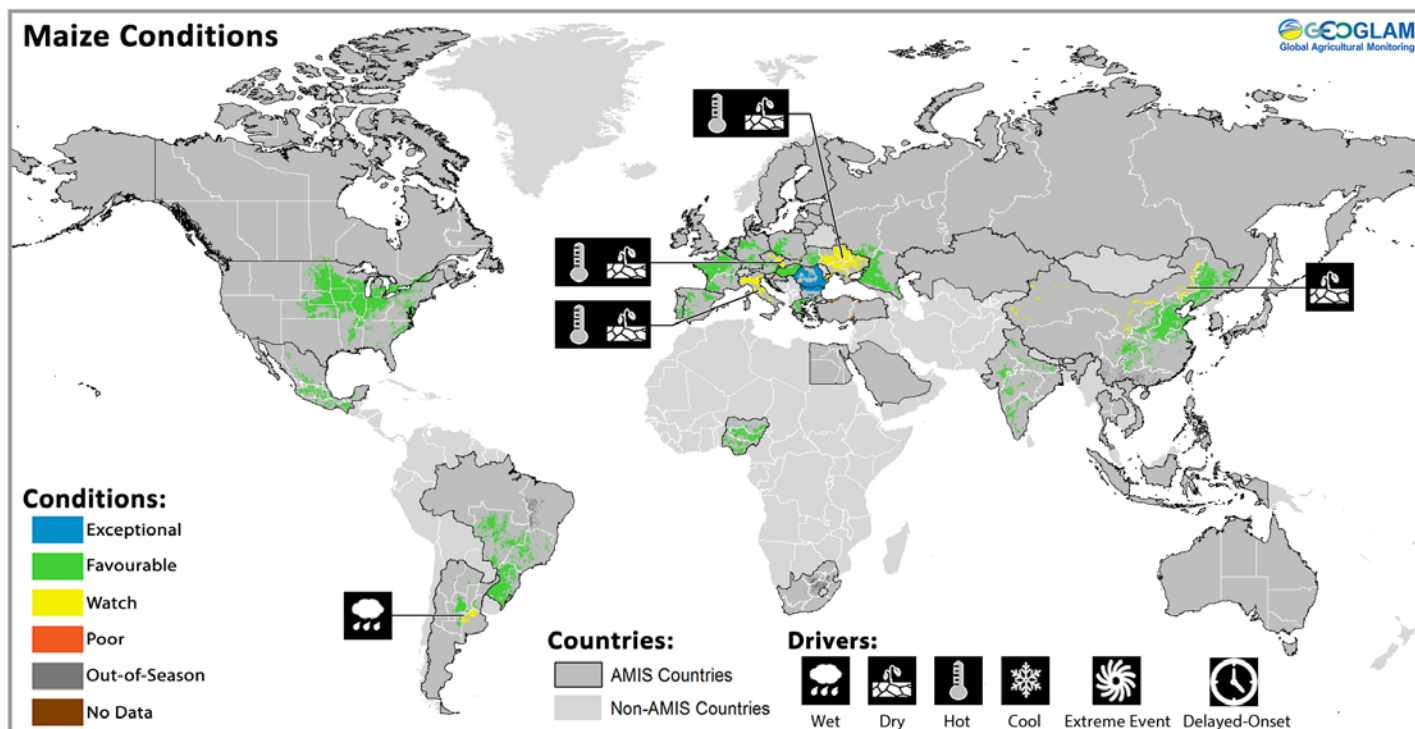 Maize Conditions
GEOGLAM
Global Agricultural Monitoring
Conditions:
Exceptional
Favourable
Watch
Poor
Out-of-Season
No Data
Countries:
AMIS Countries
Non-AMIS Countries
Drivers:
Wet
Dry
Hot
Cool
Extreme Event
Delayed-Onset